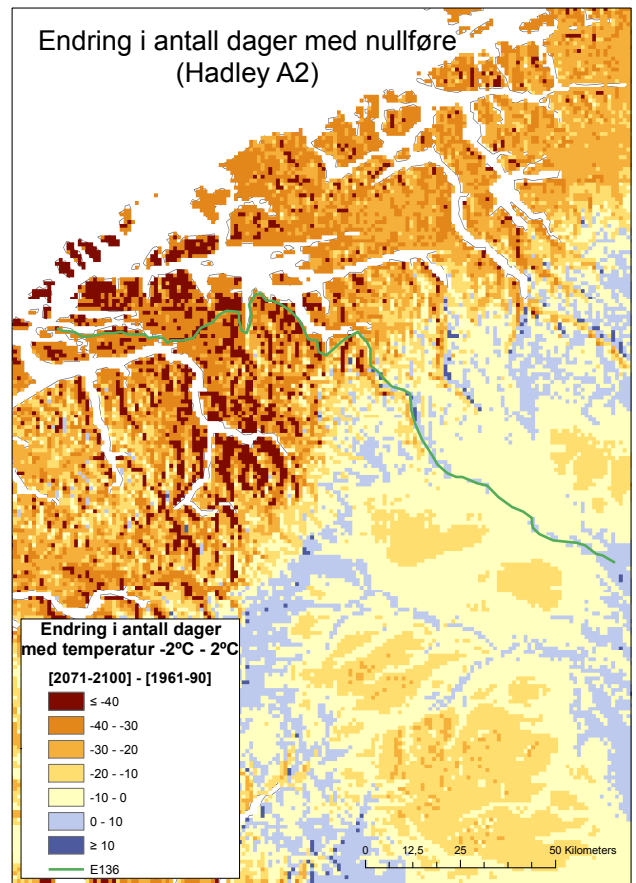 Endring i antall dager med nullføre
(Hadley A2)
Endring i antall dager
med temperatur -2ºC - 2ºC
[2071-2100] - [1961-90]
≤ -40
-40 - -30
-30 - -20
-20 - -10
-10 - 0
0 - 10
≥ 10
E136
0 12,5 25 50 Kilometers